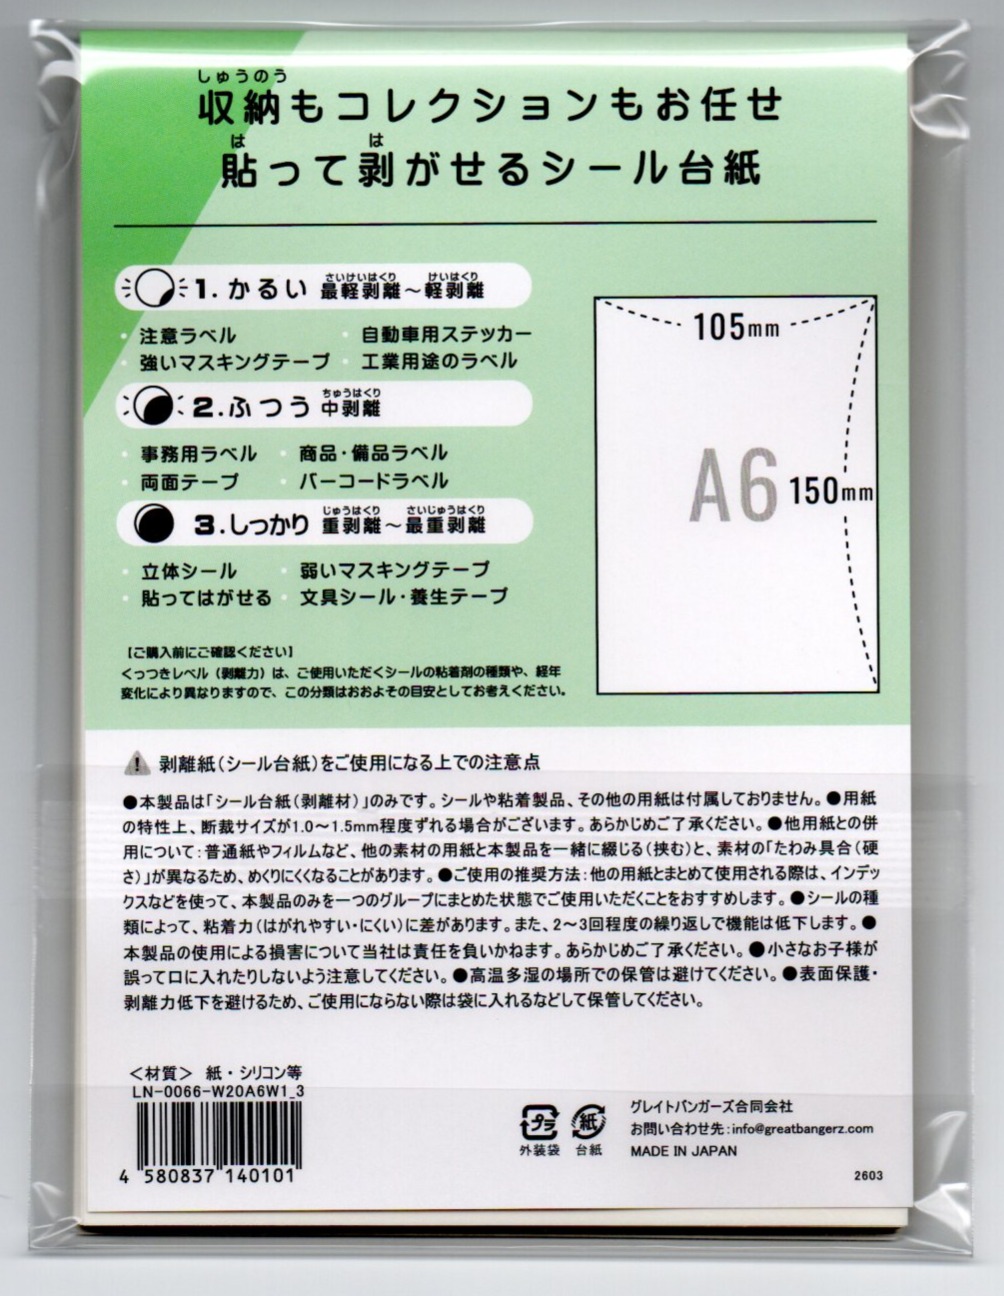 しゅうのう
収納もコレクションもお任せ
は は
貼って剥がせるシール台紙
さいけいはくり けいはくり
1.かるい 最軽剥離～軽剥離
・注意ラベル ・自動車用ステッカー
・強いマスキングテープ ・工業用途のラベル
ちゅうはくり
2.ふつう 中剥離
・事務用ラベル ・商品・備品ラベル
・両面テープ ・バーコードラベル
じゅうはくり さいじゅうはくり
3.しっかり 重剥離～最重剥離
・立体シール ・弱いマスキングテープ
・貼ってはがせる ・文具シール・養生テープ
105mm
A6 150mm
【ご購入前にご確認ください】
くっつきレベル（剥離力）は、ご使用いただくシールの粘着剤の種類や、経年
変化により異なりますので、この分類はおおよその目安としてお考えください。
剥離紙（シール台紙）をご使用になる上での注意点
●本製品は「シール台紙（剥離材）」のみです。シールや粘着製品、その他の用紙は付属しておりません。●用紙
の特性上、断裁サイズが1.0～1.5mm程度ずれる場合がございます。あらかじめご了承ください。●他用紙との併
用について：普通紙やフィルムなど、他の素材の用紙と本製品を一緒に綴じる（挟む）と、素材の「たわみ具合（硬
さ）」が異なるため、めくりにくくなることがあります。●ご使用の推奨方法：他の用紙とまとめて使用される際は、インデッ
クスなどを使って、本製品のみを一つのグループにまとめた状態でご使用いただくことをおすすめします。●シールの種
類によって、粘着力（はがれやすい・にくい）に差があります。また、2～3回程度の繰り返しで機能は低下します。●
本製品の使用による損害について当社は責任を負いかねます。あらかじめご了承ください。●小さなお子様が
誤って口に入れたりしないよう注意してください。●高温多湿の場所での保管は避けてください。●表面保護・
剥離力低下を避けるため、ご使用にならない際は袋に入れるなどして保管してください。
＜材質＞ 紙・シリコン等
LN-0066-W20A6W1_3
4 580837 140101
プラ
外装袋
紙
台紙
グレイトバンガーズ合同会社
お問い合わせ先：info@greatbangerz.com
MADE IN JAPAN
2603